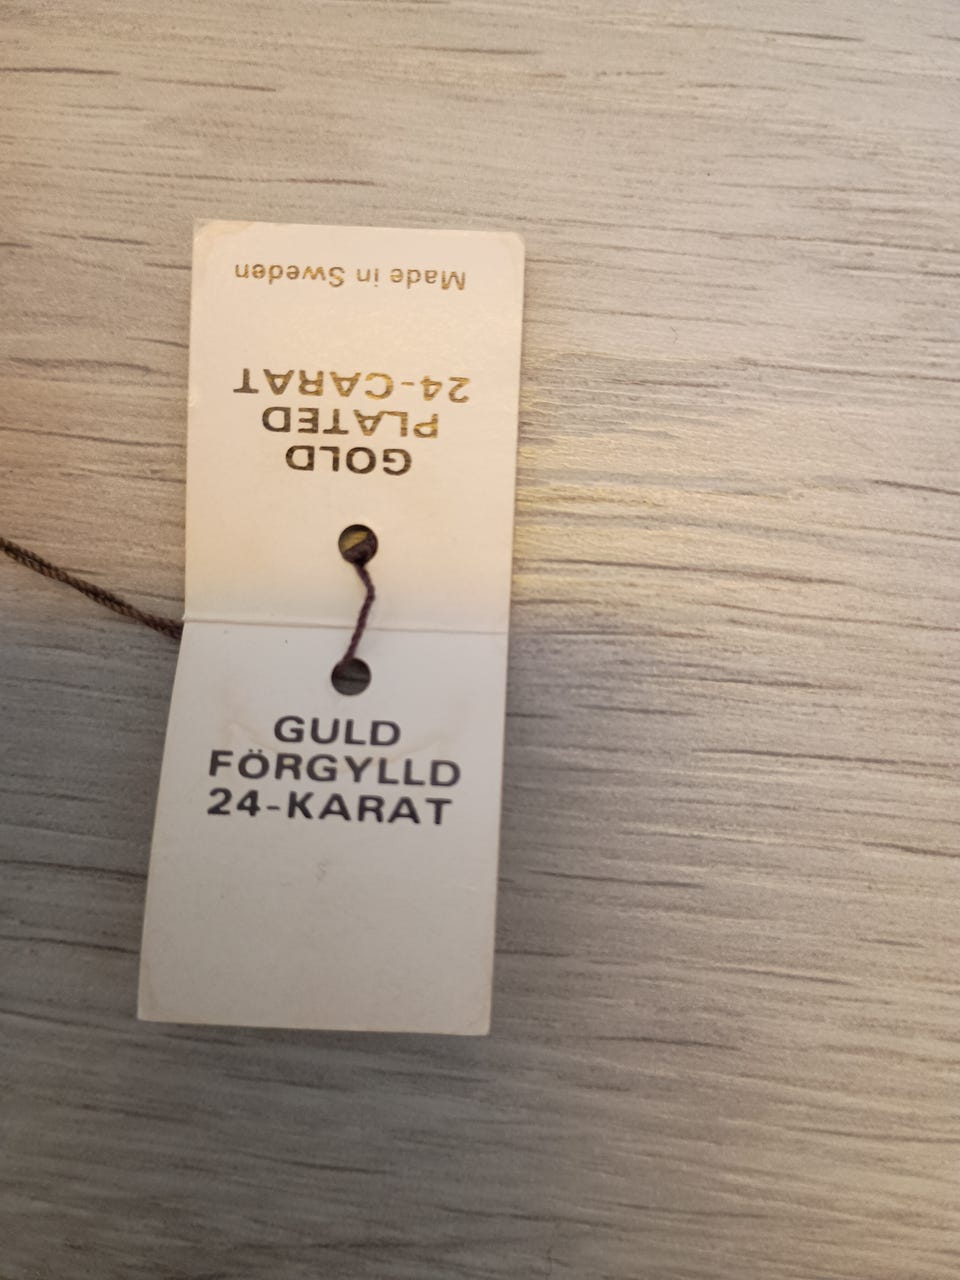 Made in Sweden
GOLD
PLATED
24-CARAT
GULD
FÖRGYLLD
24-KARAT